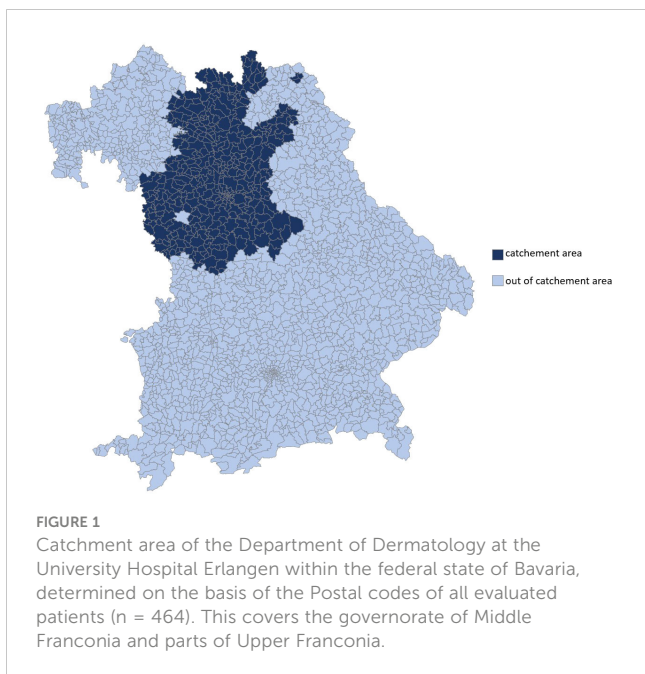 catchement area
out of catchement area
FIGURE 1
Catchment area of the Department of Dermatology at the
University Hospital Erlangen within the federal state of Bavaria,
determined on the basis of the Postal codes of all evaluated
patients (n = 464). This covers the governorate of Middle
Franconia and parts of Upper Franconia.